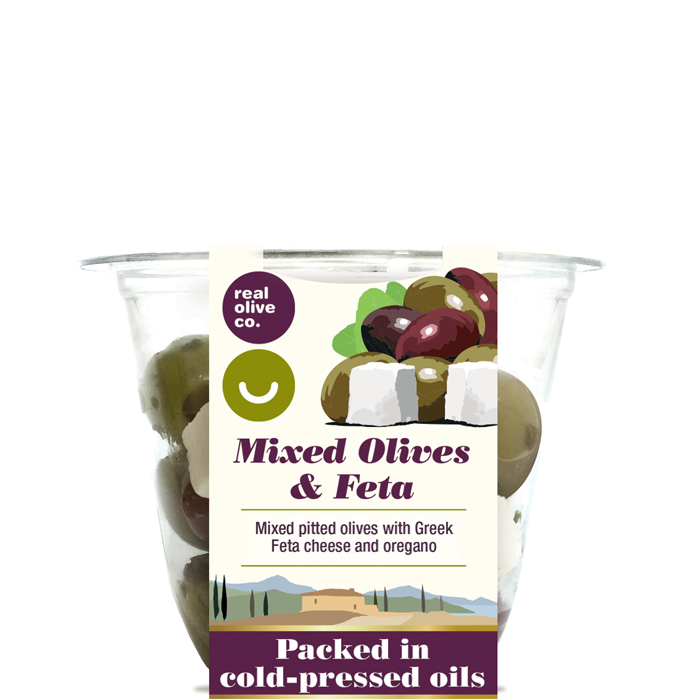 real
olive
co.
Mixed Olives
& Feta
Mixed pitted olives with Greek
Feta cheese and oregano
Packed in
cold-pressed oils